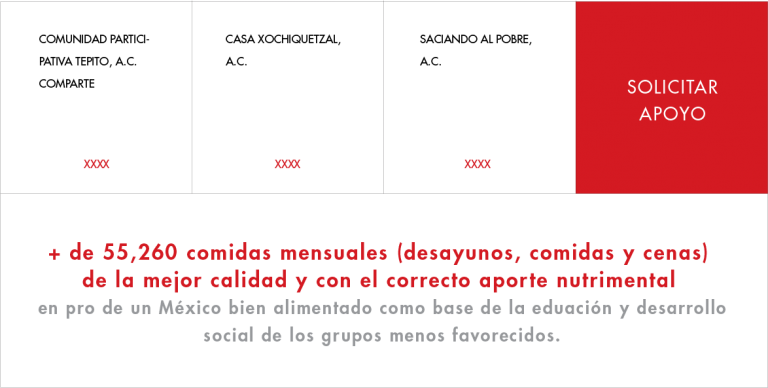 COMUNIDAD PARTICI-
PATIVA TEPITO, A.C.
COMPARTE
XXXX
CASA XOCHIQUETZAL,
A.C.
XXXX
SACIANDO AL POBRE,
A.C.
XXXX
SOLICITAR
APOYO
+ de 55,260 comidas mensuales (desayunos, comidas y cenas)
de la mejor calidad y con el correcto aporte nutrimental
en pro de un México bien alimentado como base de la eduación y desarrollo
social de los grupos menos favorecidos.